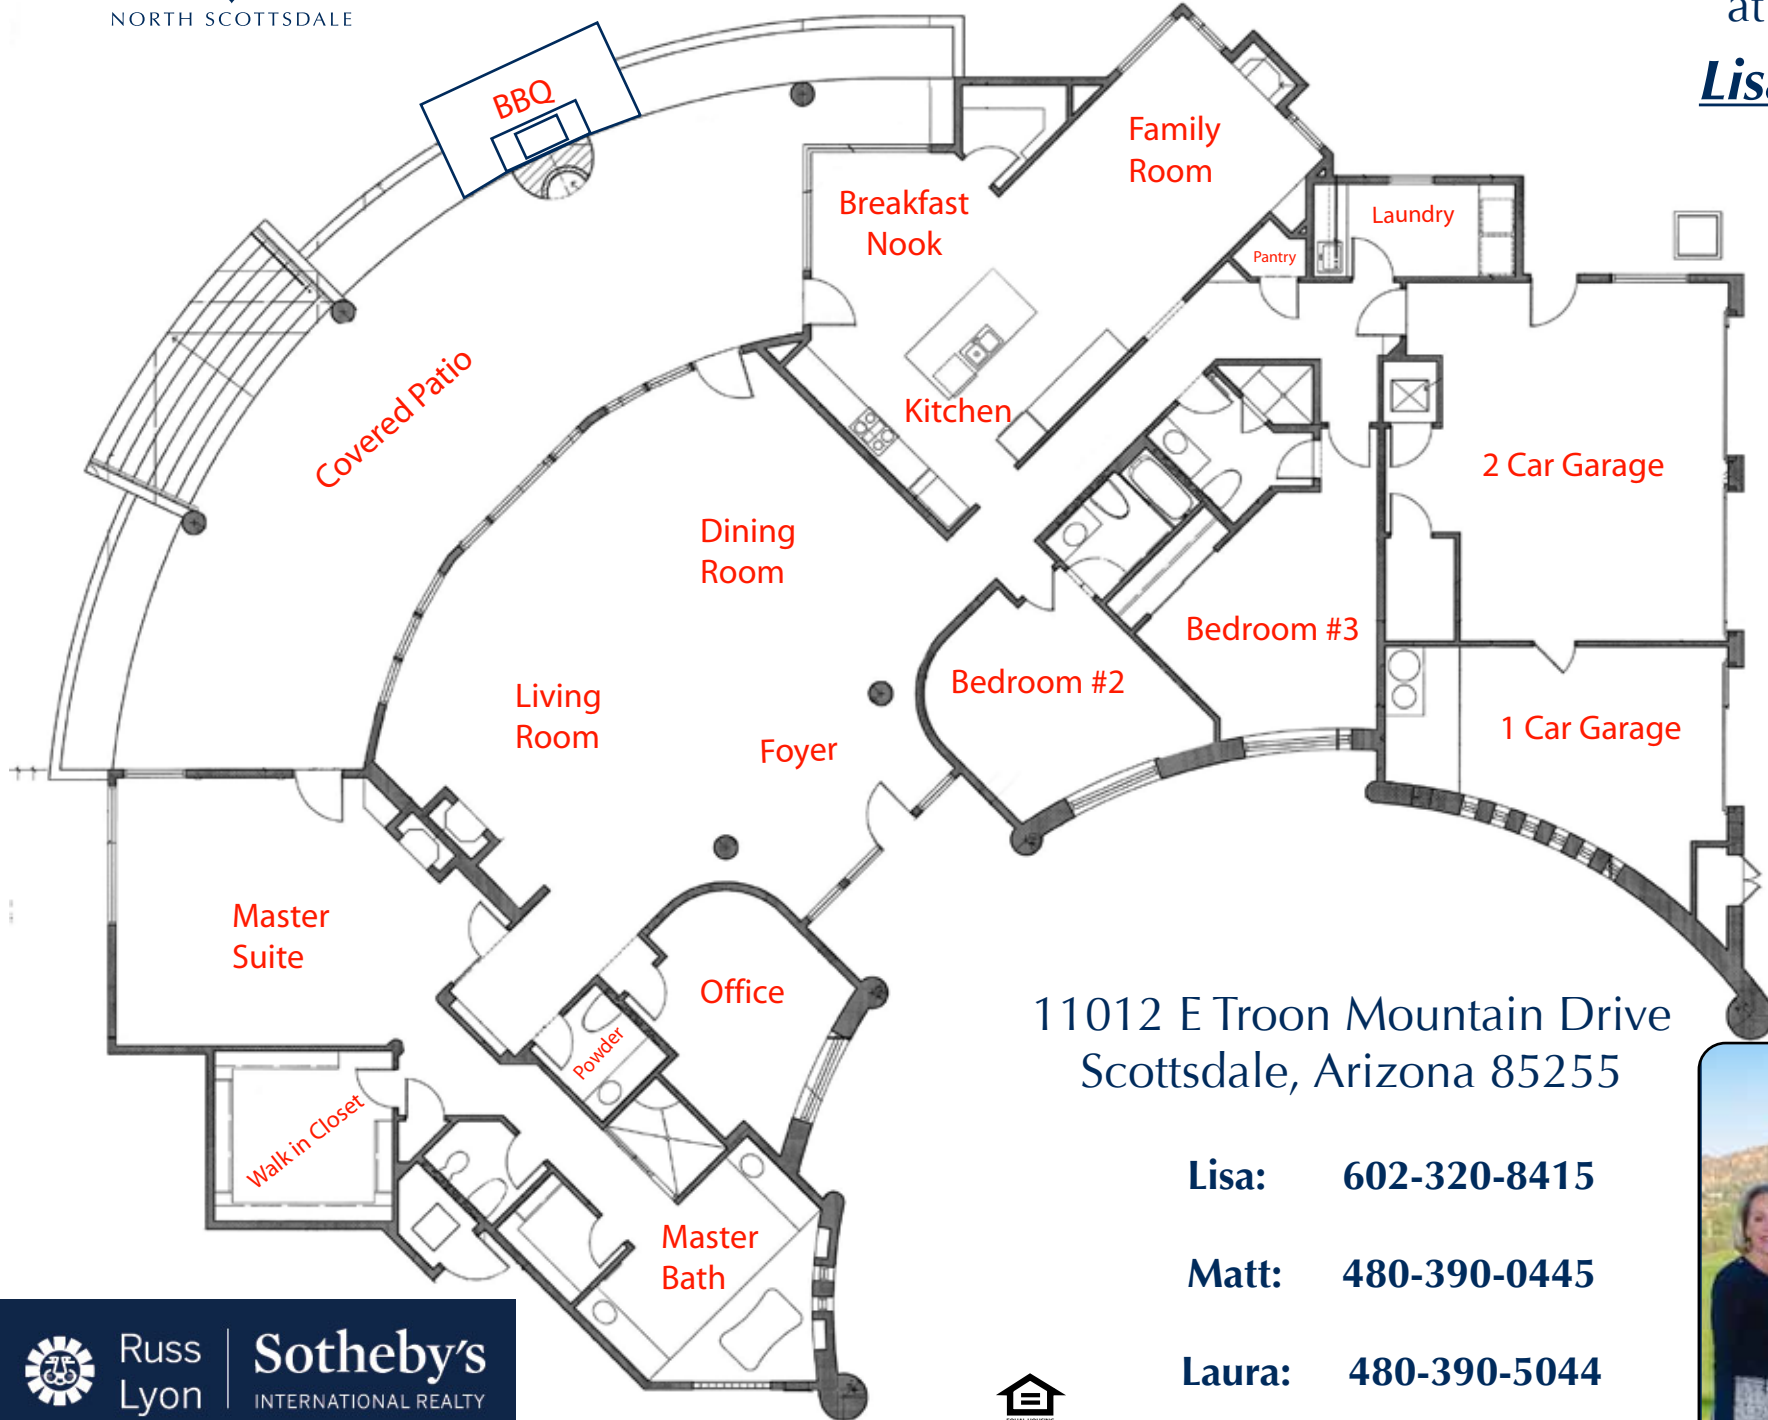 NORTH SCOTTSDALE
at
Lis
BBQ
Family
Room
Breakfast
Nook
Laundry
Pantry
Covered Patio
Kitchen
2 Car Garage
Dining
Room
Bedroom #3
Bedroom #2
Living
Room
Foyer
1 Car Garage
Master
Suite
Office
Powder
Walk in Closet
Master
Bath
11012 E Troon Mountain Drive
Scottsdale, Arizona 85255
Lisa: 602-320-8415
Matt: 480-390-0445
Laura: 480-390-5044
Russ
Lyon
Sotheby's
INTERNATIONAL REALTY